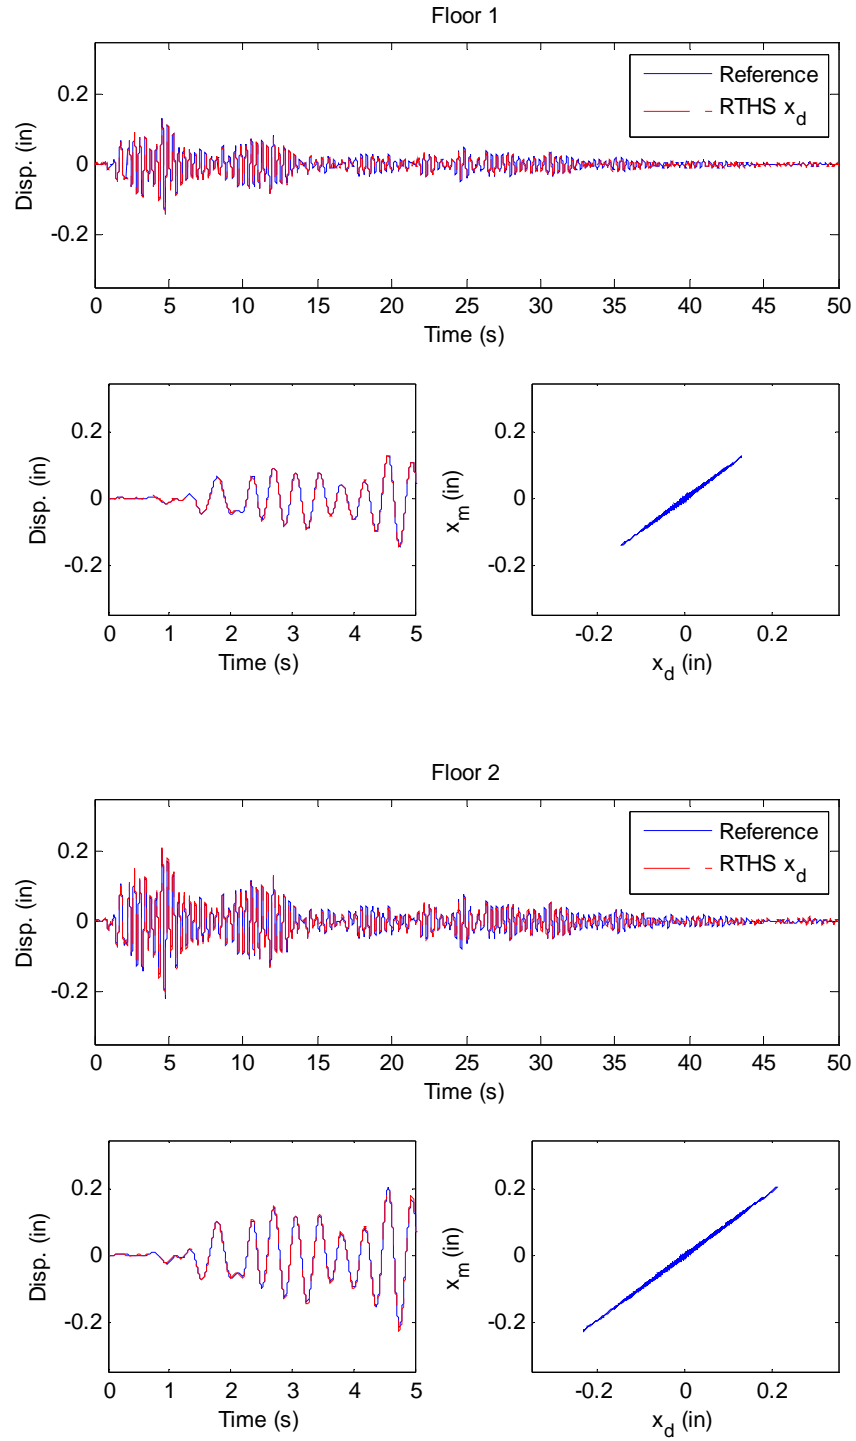 Floor 1
Reference
RTHS x_d
Disp. (in)
0.2
0
-0.2
0 5 10 15 20 25 30 35 40 45 50
Time (s)
Disp. (in)
0.2
0
-0.2
0 1 2 3 4 5
Time (s)
x_m (in)
0.2
0
-0.2
-0.2 0 0.2
x_d (in)
Floor 2
Reference
RTHS x_d
Disp. (in)
0.2
0
-0.2
0 5 10 15 20 25 30 35 40 45 50
Time (s)
Disp. (in)
0.2
0
-0.2
0 1 2 3 4 5
Time (s)
x_m (in)
0.2
0
-0.2
-0.2 0 0.2
x_d (in)